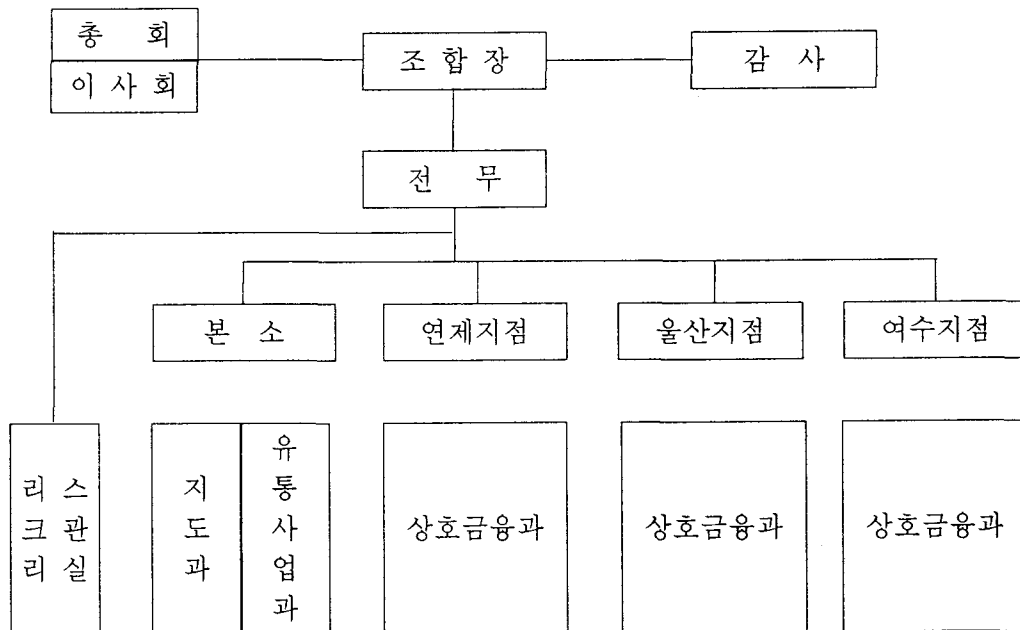 총 회
이 사 회
조 합 장
감 사
전 무
본 소
연제지점
울산지점
여수지점
리 스
크 관
리 실
지
도
과
유
통
사
업
과
상호금융과
상호금융과
상호금융과